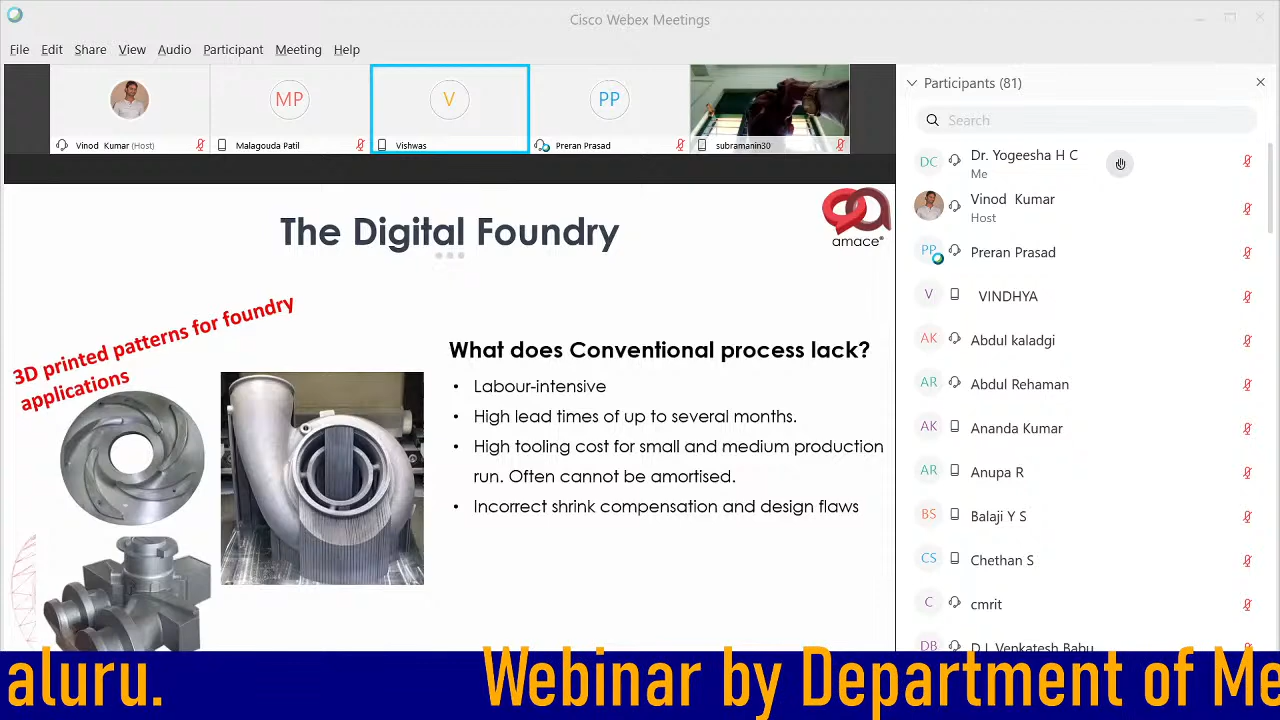 Cisco Webex Meetings
File Edit Share View Audio Participant Meeting Help
MP
V
PP
Vinod Kumar (Host)
Malagouda Patil
Vishwas
Preran Prasad
subramanin30
The Digital Foundry
amace®
3D printed patterns for foundry
applications
What does Conventional process lack?
• Labour-intensive
• High lead times of up to several months.
• High tooling cost for small and medium production
run. Often cannot be amortised.
• Incorrect shrink compensation and design flaws
Participants (81)
Search
DC Dr. Yogeesha H C
Me
Vinod Kumar
Host
PP Preran Prasad
V VINDHYA
AK Abdul kaladgi
AR Abdul Rehaman
AK Ananda Kumar
AR Anupa R
BS Balaji Y S
CS Chethan S
C cmrit
DB D L Venkatesh Babu
aluru. Webinar by Department of Me